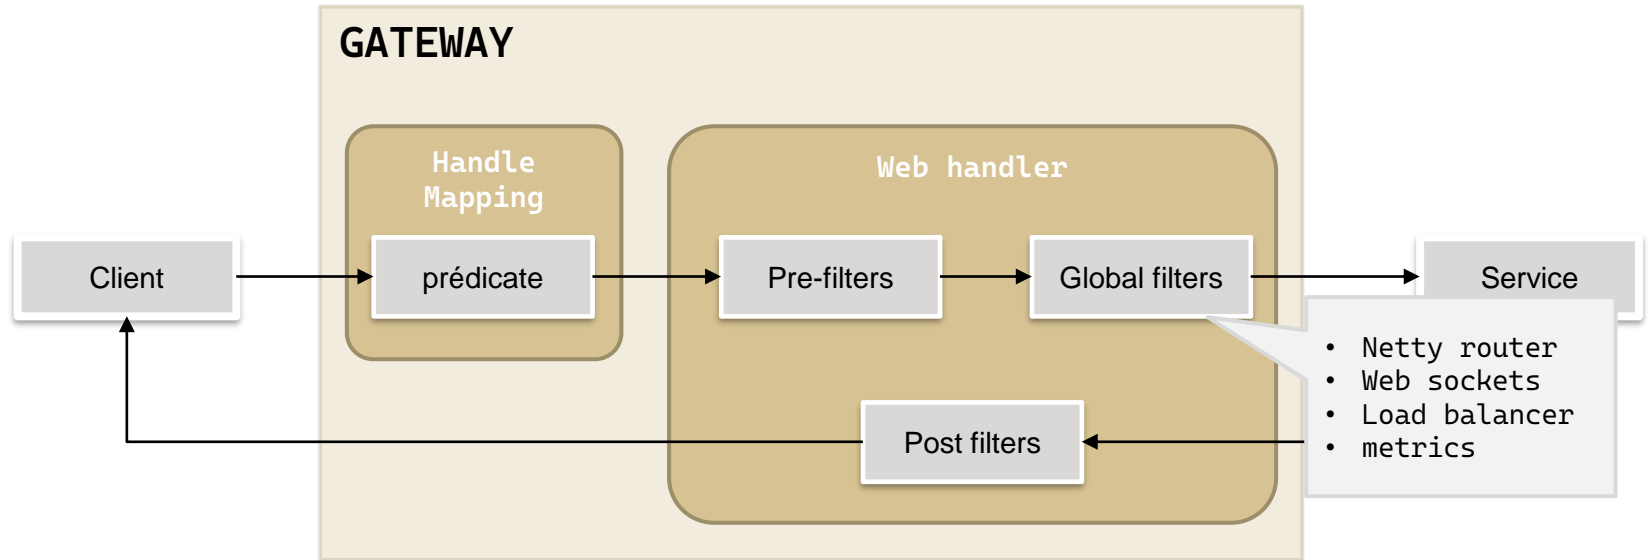 GATEWAY
Handle
Mapping
Web handler
Client
prédicate
Pre-filters
Global filters
Service
• Netty router
• Web sockets
• Load balancer
• metrics
Post filters